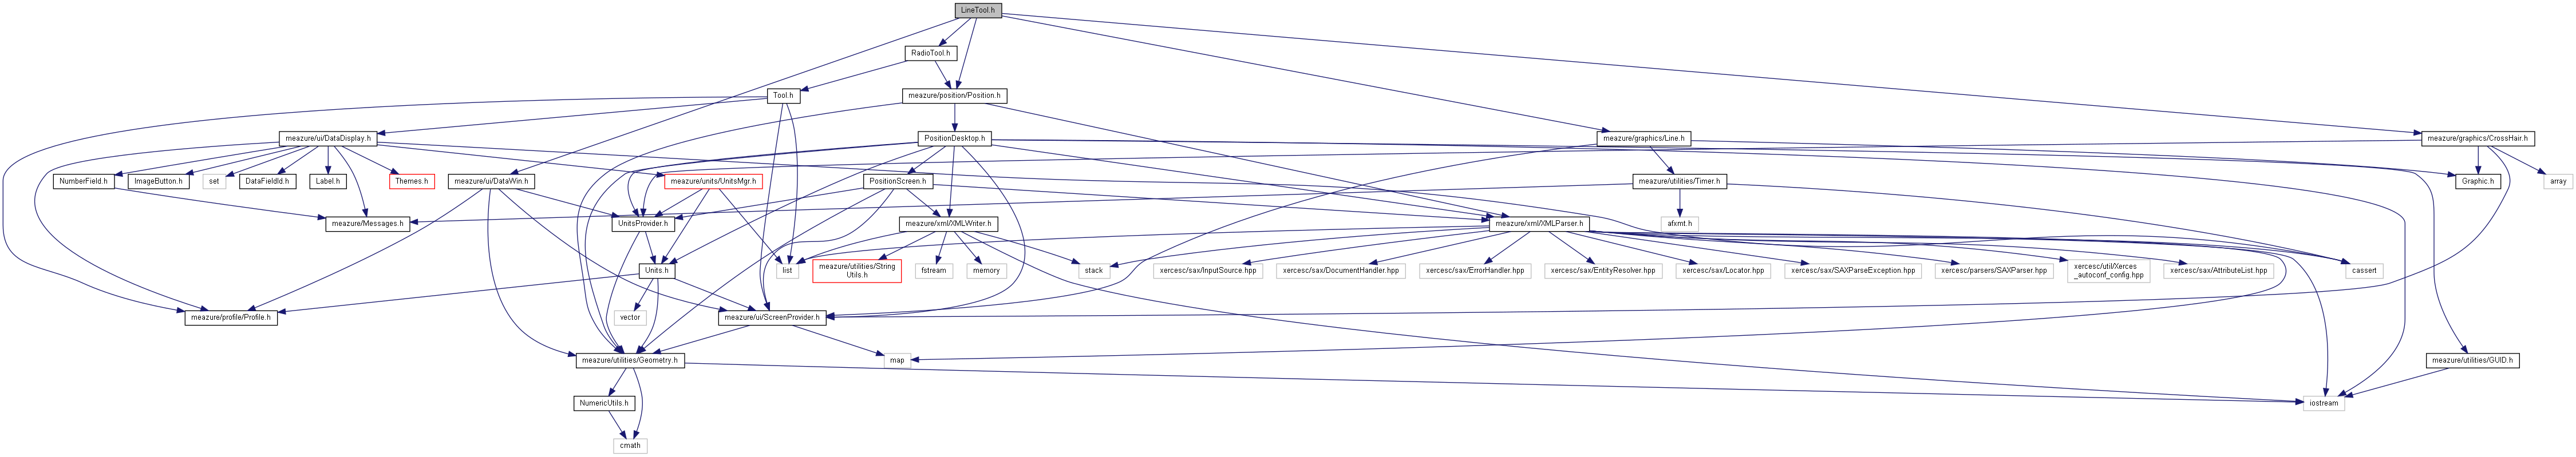 LineTool.h
RadioTool.h
Tool.h
meazure/position/Position.h
meazure/ui/DataDisplay.h
PositionDesktop.h
meazure/graphics/Line.h
meazure/graphics/CrossHair.h
NumberField.h
ImageButton.h
set
DataFieldId.h
Label.h
Themes.h
meazure/ui/DataWin.h
meazure/units/UnitsMgr.h
PositionScreen.h
meazure/utilities/Timer.h
Graphic.h
array
meazure/Messages.h
UnitsProvider.h
meazure/xml/XMLWriter.h
meazure/xml/XMLParser.h
afxmt.h
Units.h
list
meazure/utilities/String
Utils.h
fstream
memory
stack
xercesc/sax/InputSource.hpp
xercesc/sax/DocumentHandler.hpp
xercesc/sax/ErrorHandler.hpp
xercesc/sax/EntityResolver.hpp
xercesc/sax/Locator.hpp
xercesc/sax/SAXParseException.hpp
xercesc/parsers/SAXParser.hpp
xercesc/util/Xerces
_autoconf_config.hpp
xercesc/sax/AttributeList.hpp
cassert
meazure/profile/Profile.h
vector
meazure/ui/ScreenProvider.h
meazure/utilities/Geometry.h
map
meazure/utilities/GUID.h
NumericUtils.h
iostream
cmath